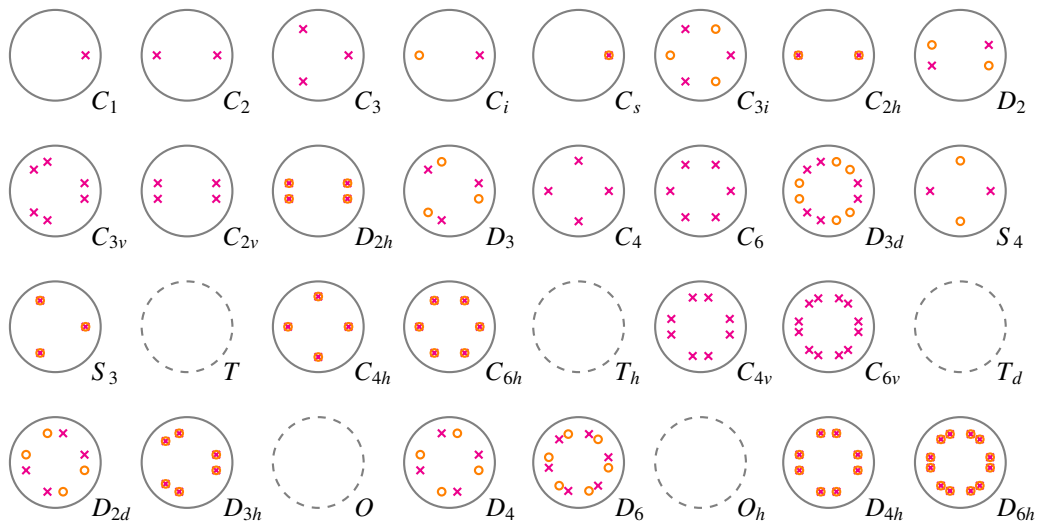 C₁ C₂ C₃ Cᵢ Cₛ C₃ᵢ C₂ₕ D₂
C₃ᵥ C₂ᵥ D₂ₕ D₃ C₄ C₆ D₃d S₄
S₃ T C₄ₕ C₆ₕ Tₕ C₄ᵥ C₆ᵥ Td
D₂d D₃ₕ O D₄ D₆ Oₕ D₄ₕ D₆ₕ